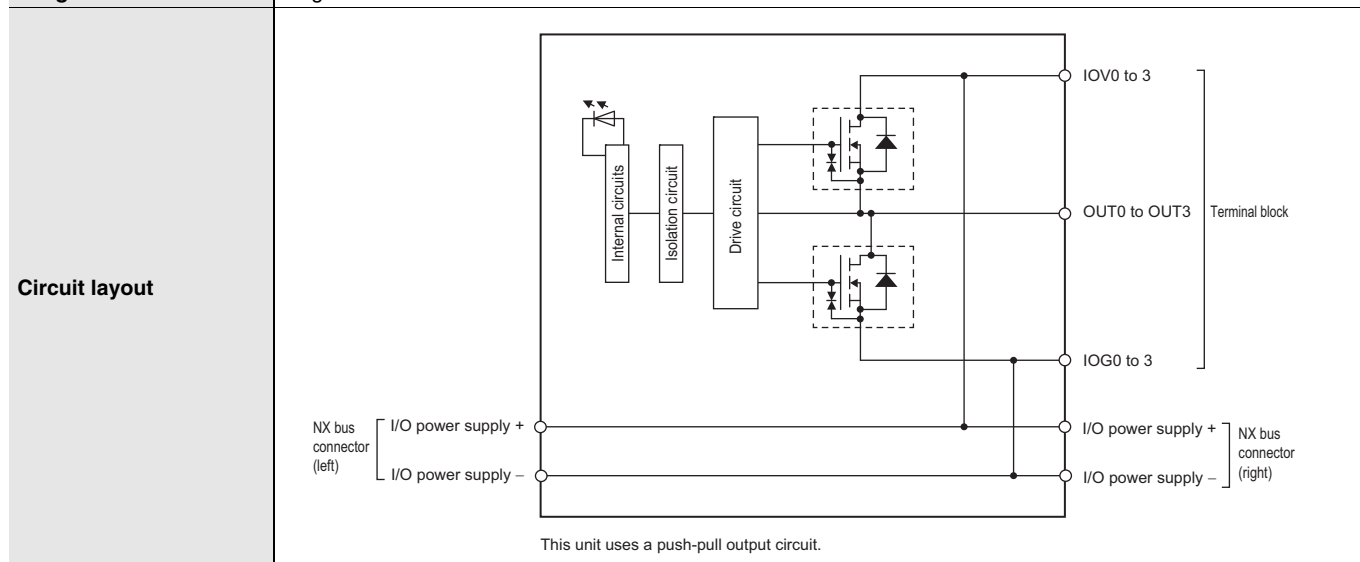 Circuit layout
Internal circuits
Isolation circuit
Drive circuit
IOV0 to 3
OUT0 to OUT3
Terminal block
IOG0 to 3
NX bus
connector
(left)
I/O power supply +
I/O power supply –
I/O power supply +
I/O power supply –
NX bus
connector
(right)
This unit uses a push-pull output circuit.